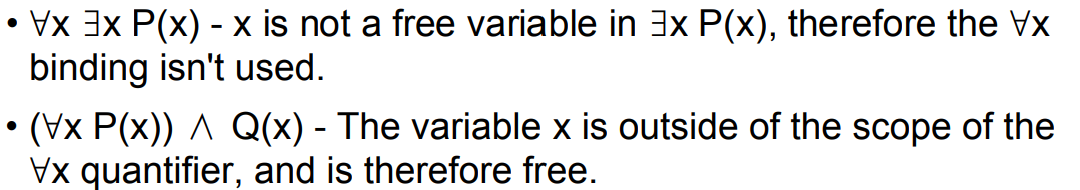 • ∀x ∃x P(x) - x is not a free variable in ∃x P(x), therefore the ∀x
binding isn't used.
• (∀x P(x)) ∧ Q(x) - The variable x is outside of the scope of the
∀x quantifier, and is therefore free.